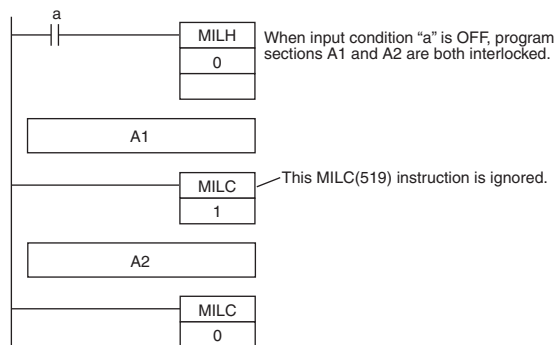 a
MILH
0
When input condition "a" is OFF, program
sections A1 and A2 are both interlocked.
A1
MILC
1
This MILC(519) instruction is ignored.
A2
MILC
0